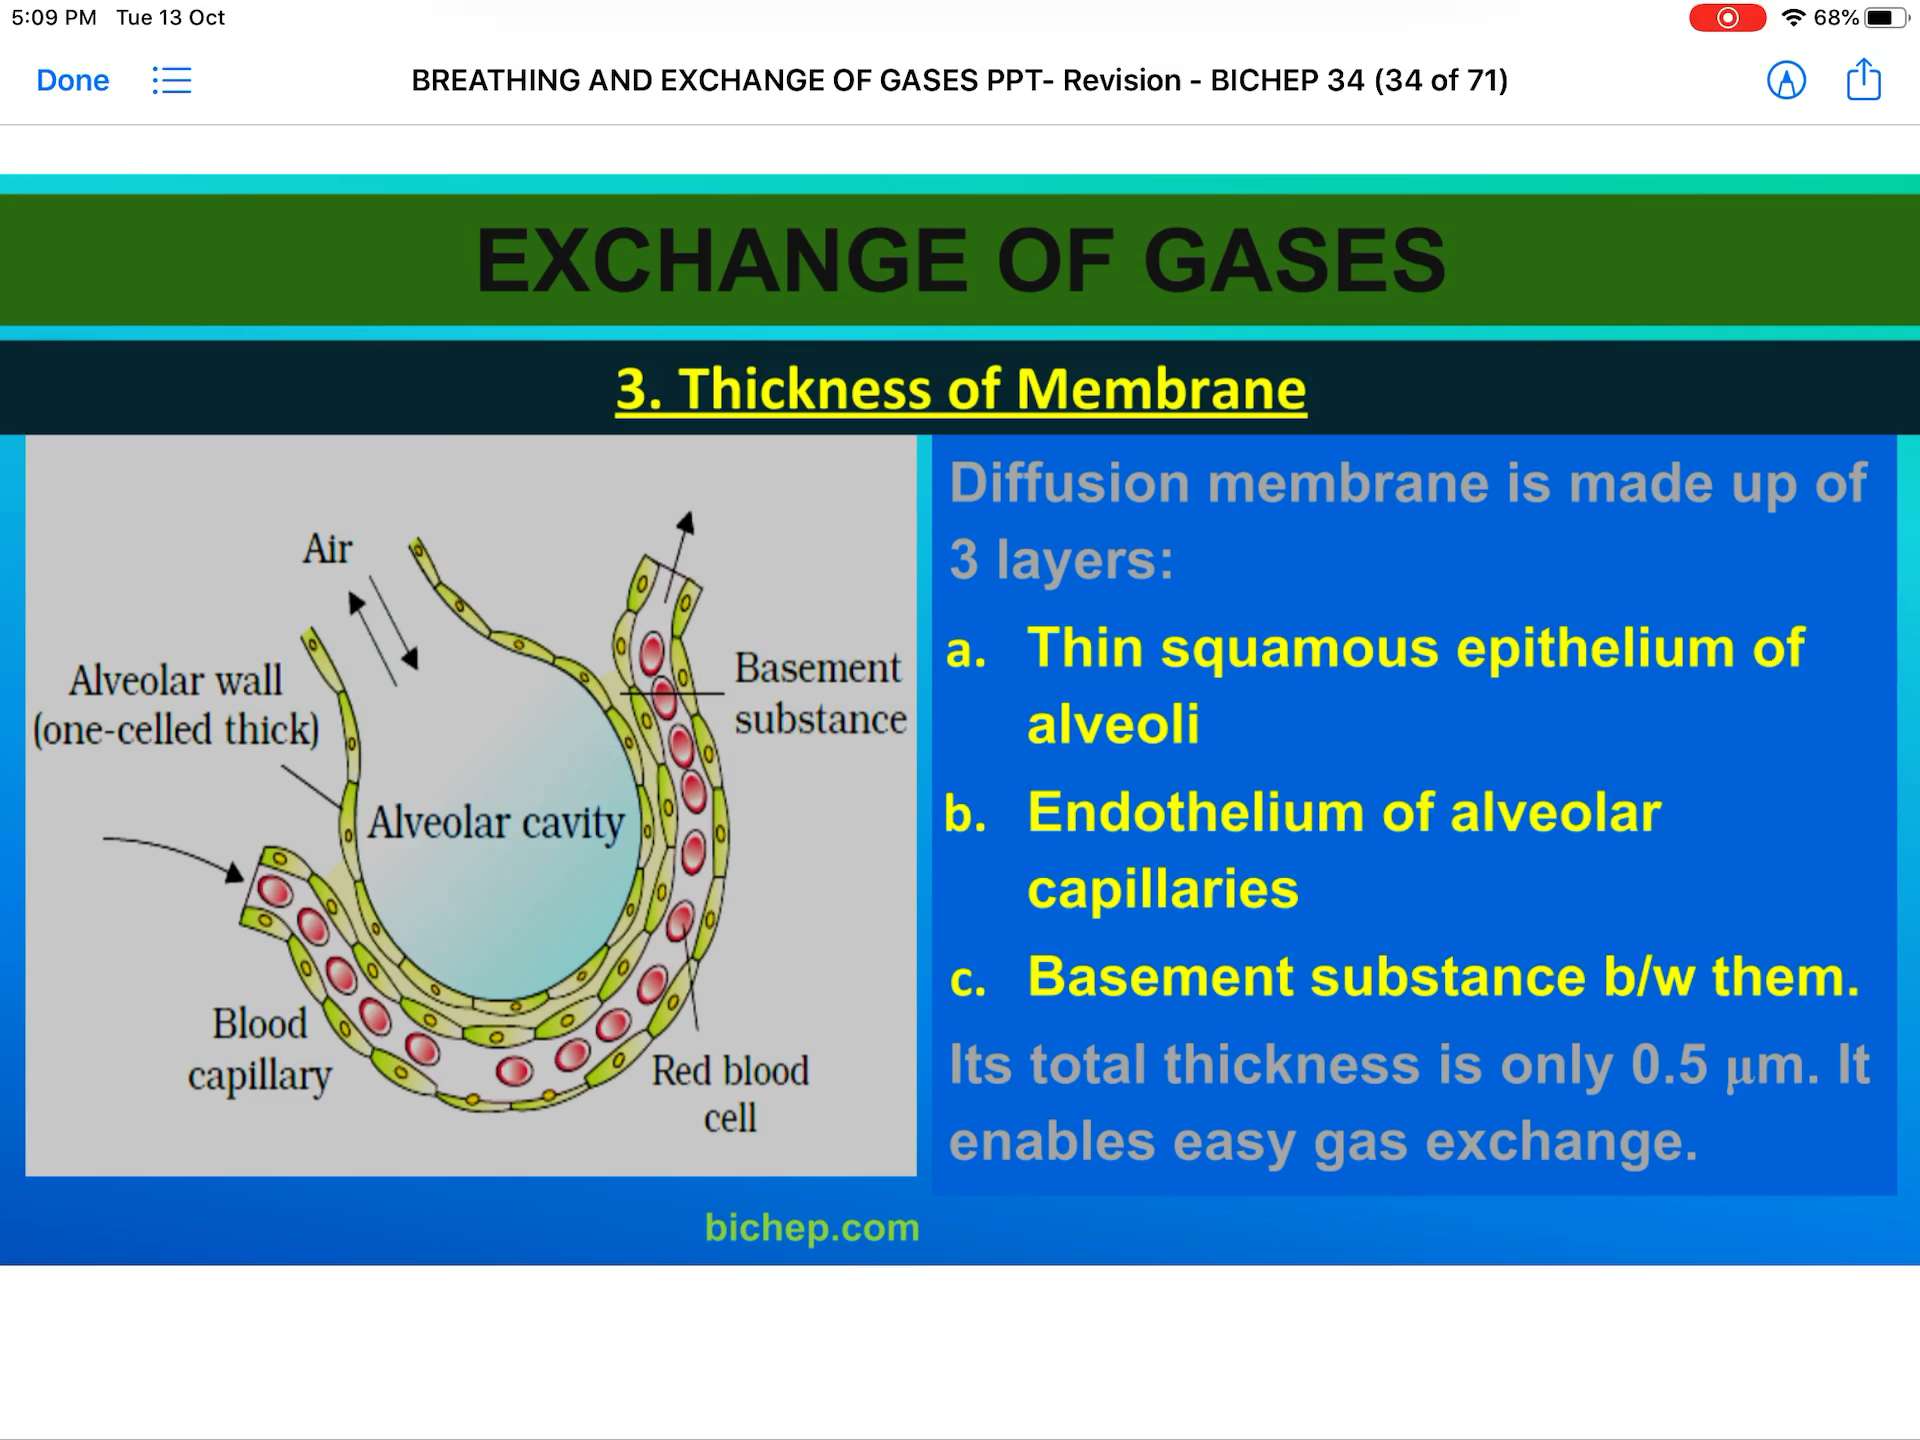 5:09 PM Tue 13 Oct
68%
Done
BREATHING AND EXCHANGE OF GASES PPT- Revision - BICHEP 34 (34 of 71)
EXCHANGE OF GASES
3. Thickness of Membrane
Air
Alveolar wall
(one-celled thick)
Basement
substance
Alveolar cavity
Blood
capillary
Red blood
cell
Diffusion membrane is made up of
3 layers:
a. Thin squamous epithelium of
alveoli
b. Endothelium of alveolar
capillaries
c. Basement substance b/w them.
Its total thickness is only 0.5 μm. It
enables easy gas exchange.
bichep.com